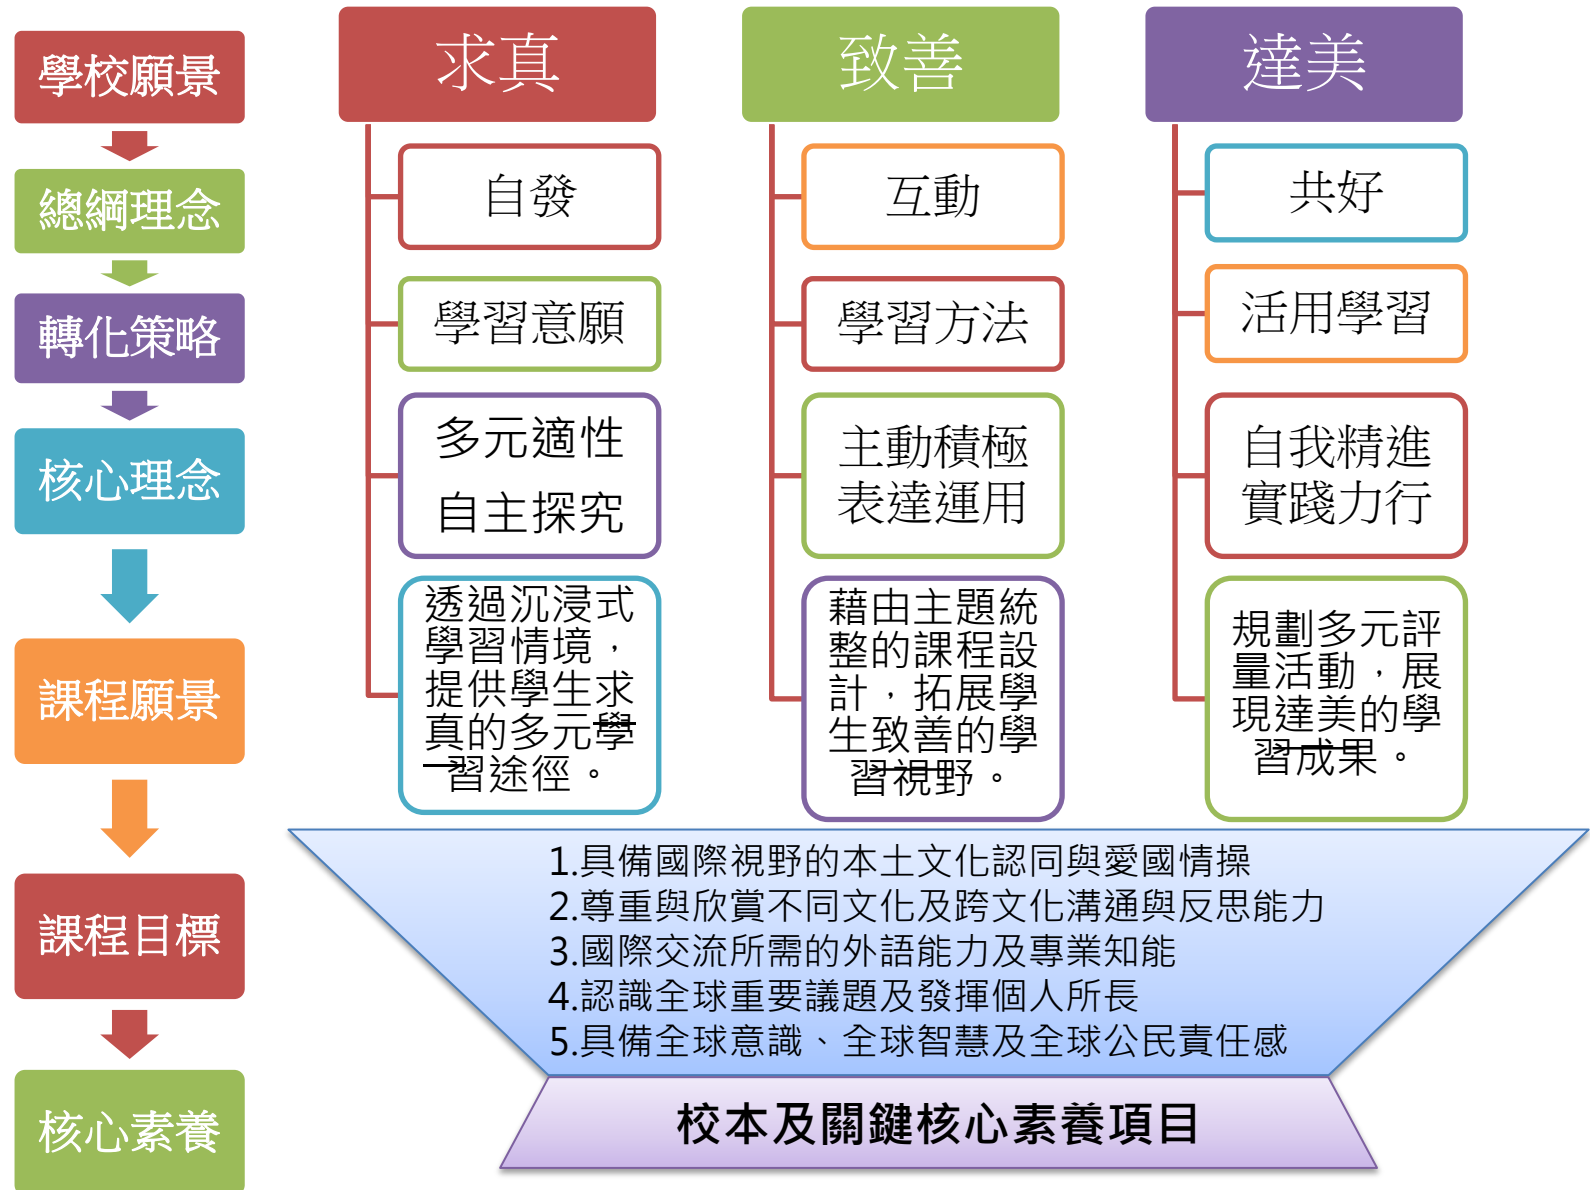 學校願景
總綱理念
轉化策略
核心理念
課程願景
課程目標
核心素養
求真
自發
學習意願
多元適性
自主探究
透過沉浸式
學習情境，
提供學生求
真的多元學
習途徑。
致善
互動
學習方法
主動積極
表達運用
藉由主題統
整的課程設
計，拓展學
生致善的學
習視野。
達美
共好
活用學習
自我精進
實踐力行
規劃多元評
量活動，展
現達美的學
習成果。
1.具備國際視野的本土文化認同與愛國情操
2.尊重與欣賞不同文化及跨文化溝通與反思能力
3.國際交流所需的外語能力及專業知能
4.認識全球重要議題及發揮個人所長
5.具備全球意識、全球智慧及全球公民責任感
校本及關鍵核心素養項目